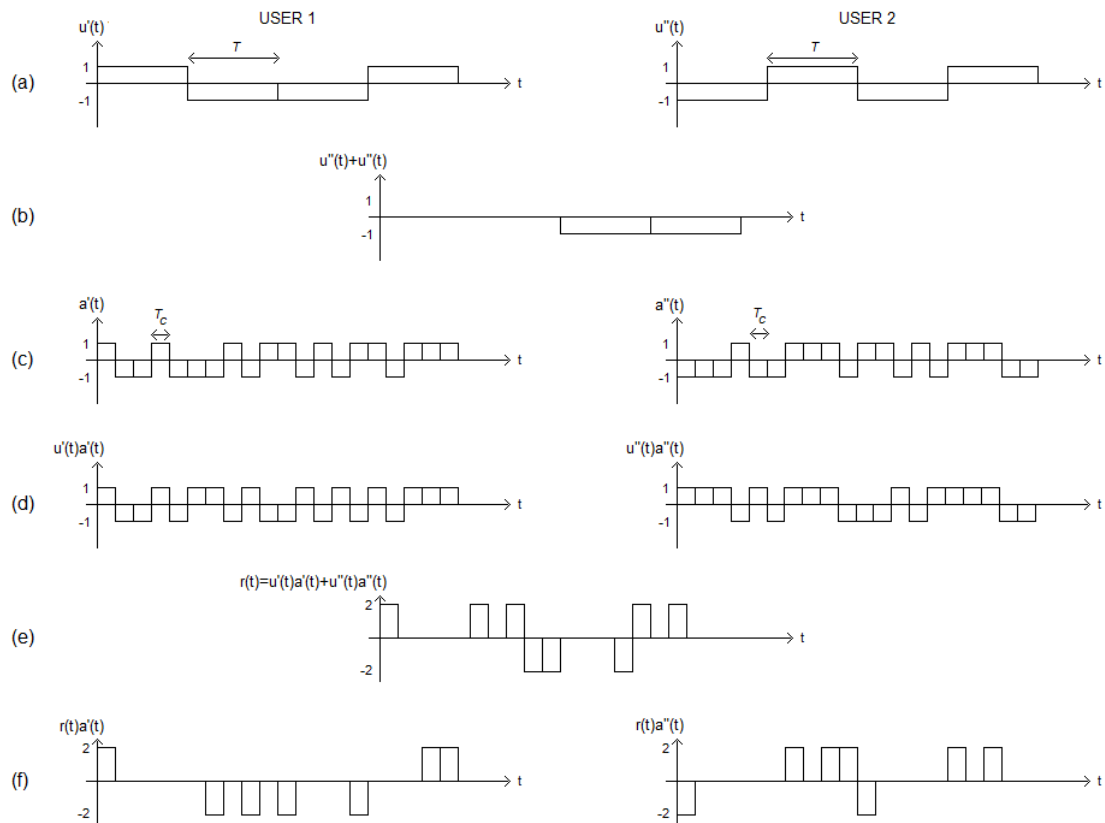 USER 1
USER 2
u'(t)
u"(t)
T
T
(a)
1
-1
t
1
-1
t
u"(t)+u"(t)
(b)
1
-1
t
a'(t)
a"(t)
Tc
Tc
(c)
1
-1
t
1
-1
t
u'(t)a'(t)
u"(t)a"(t)
(d)
1
-1
t
1
-1
t
r(t)=u'(t)a'(t)+u"(t)a"(t)
(e)
2
-2
t
r(t)a'(t)
r(t)a"(t)
(f)
2
-2
t
2
-2
t